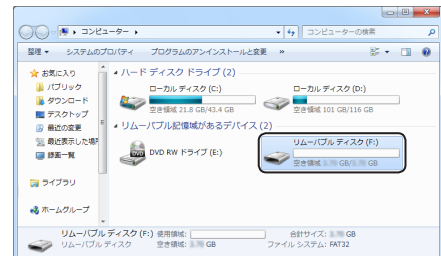 コンピューター
コンピューターの検索
整理 システムのプロパティ プログラムのアンインストールと変更 »
お気に入り
パブリック
ダウンロード
デスクトップ
最近の変更
最近表示した場所
録画一覧
ライブラリ
ホームグループ
ハード ディスク ドライブ (2)
ローカル ディスク (C:)
空き領域 21.8 GB/43.4 GB
ローカル ディスク (D:)
空き領域 101 GB/116 GB
リムーバブル記憶域があるデバイス (2)
DVD RW ドライブ (E:)
リムーバブル ディスク (F:)
空き領域 GB/ GB
リムーバブル ディスク (F:) 使用領域: 合計サイズ: GB
リムーバブル ディスク 空き領域: GB ファイル システム: FAT32